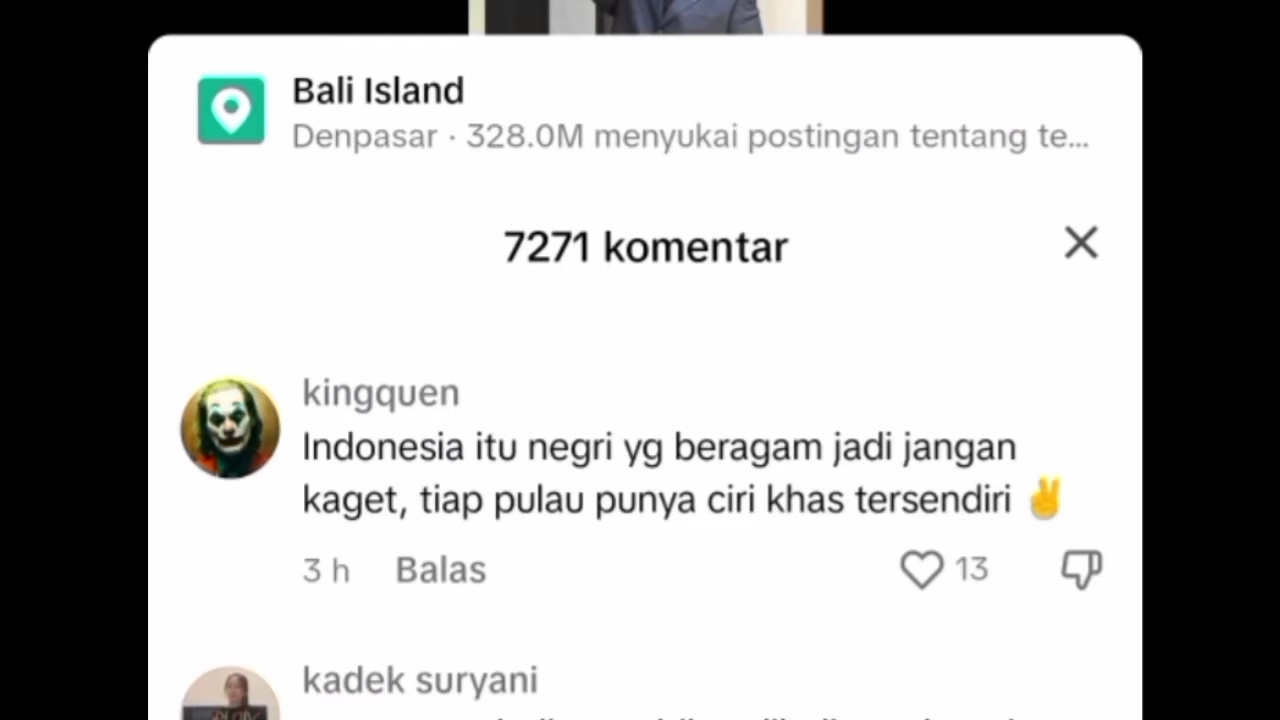 Bali Island
Denpasar · 328.0M menyukai postingan tentang te...
7271 komentar
kingquen
Indonesia itu negri yg beragam jadi jangan
kaget, tiap pulau punya ciri khas tersendiri ✌
3 h Balas 13
kadek suryani